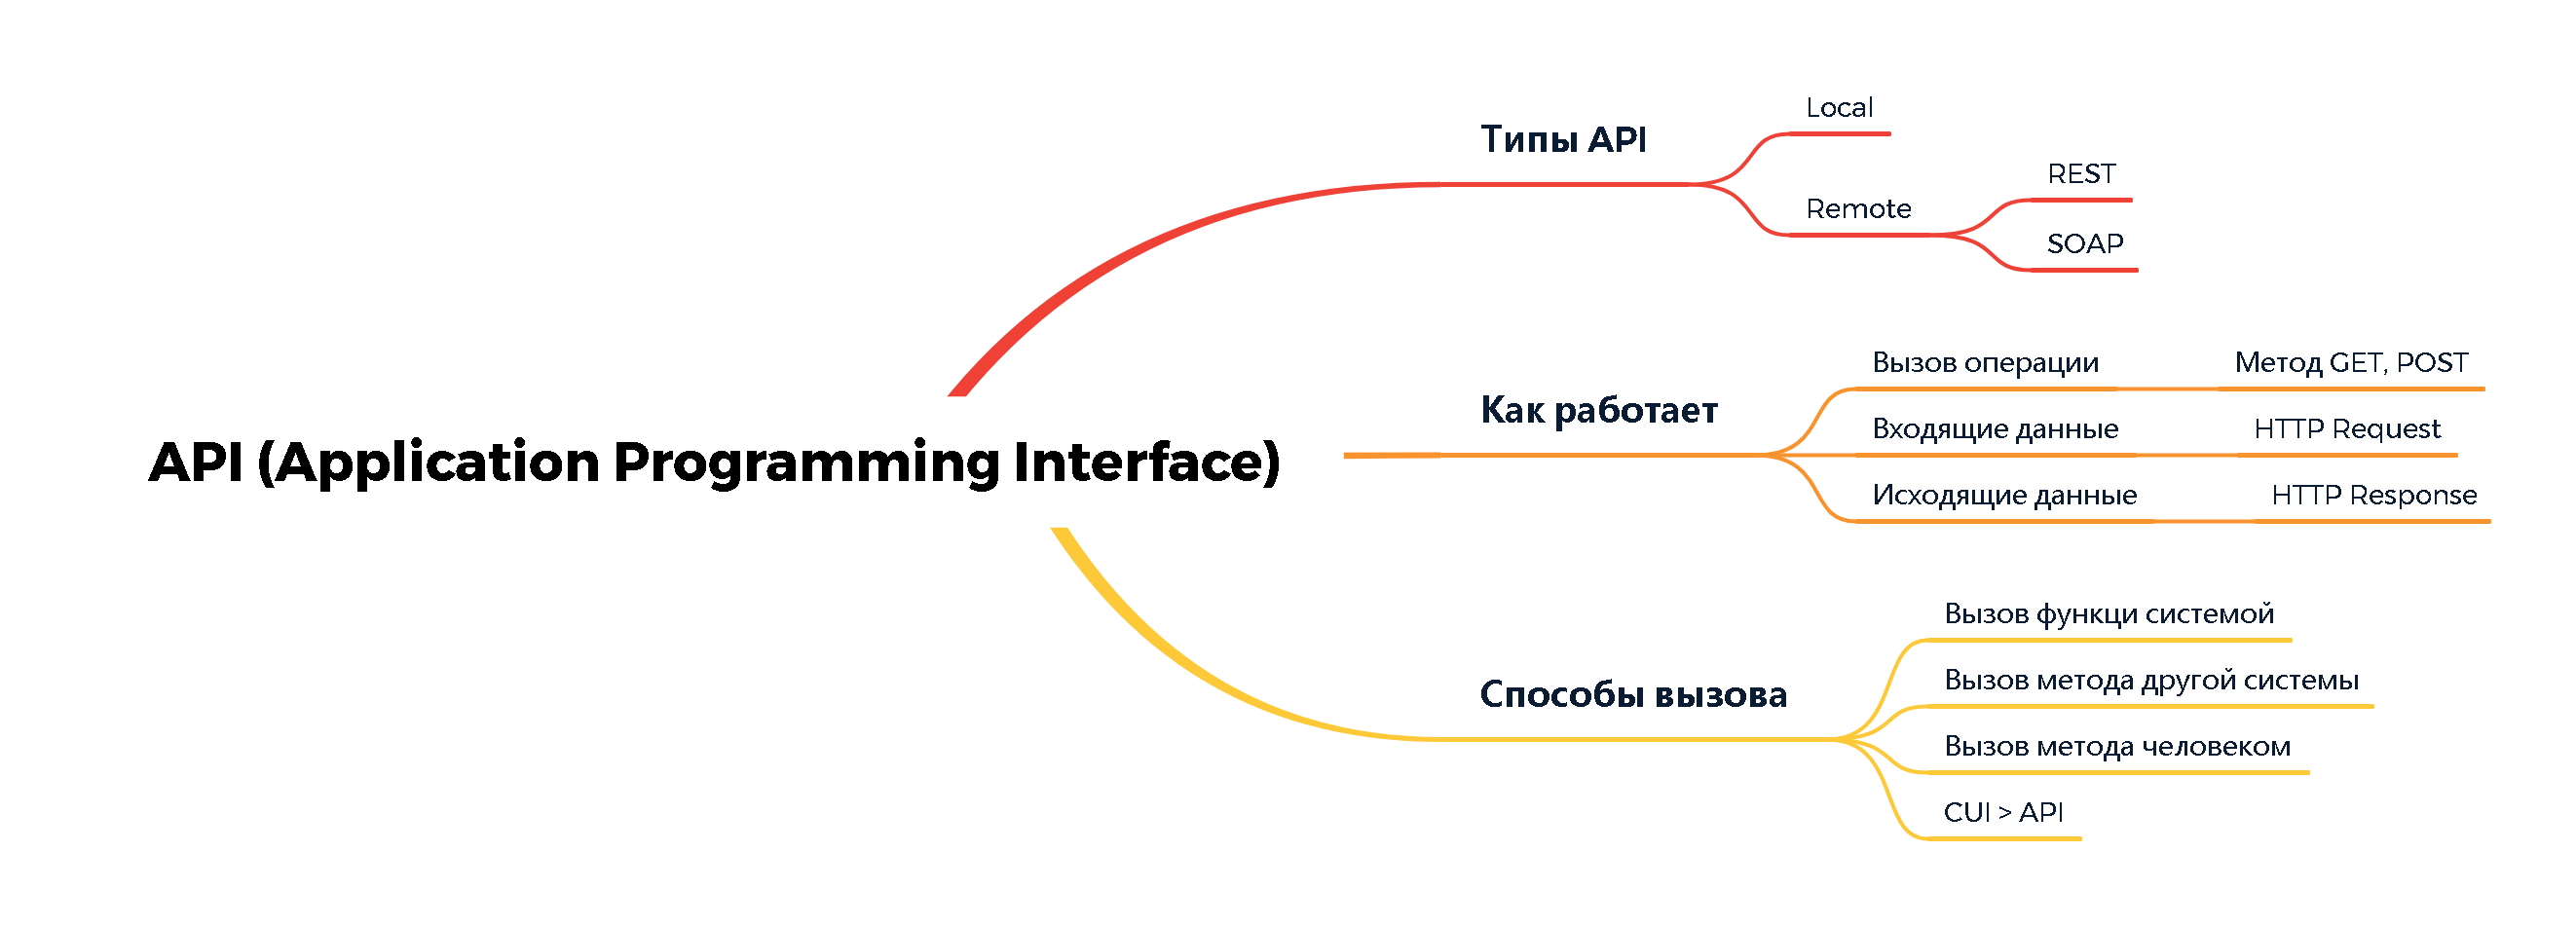 API (Application Programming Interface)
Типы API
Local
Remote
REST
SOAP
Как работает
Вызов операции
Метод GET, POST
Входящие данные
HTTP Request
Исходящие данные
HTTP Response
Способы вызова
Вызов функци системой
Вызов метода другой системы
Вызов метода человеком
CUI > API